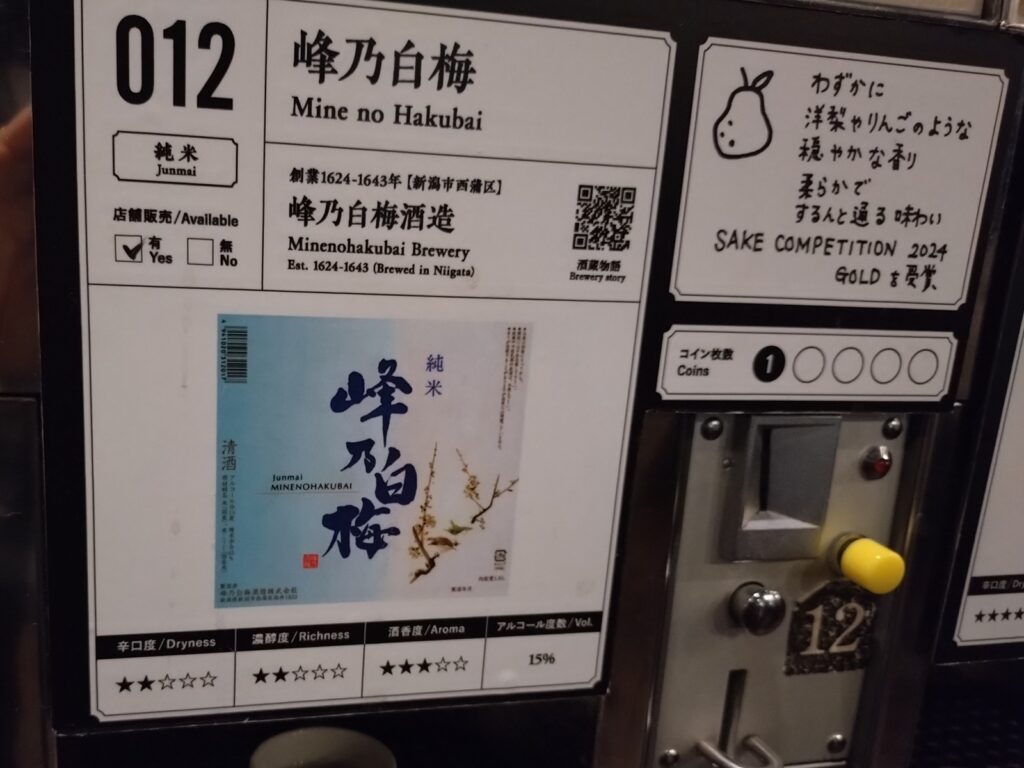 012
純米
Junmai
店舗販売/Available
有
Yes
無
No
峰乃白梅
Mine no Hakubai
創業1624-1643年【新潟市西蒲区】
峰乃白梅酒造
Minenohakubai Brewery
Est. 1624-1643 (Brewed in Niigata)
酒蔵物語
Brewery story
純米
峰乃白梅
Junmai
MINENOHAKUBAI
清酒
辛口度/Dryness
★★☆☆☆
濃醇度/Richness
★★☆☆☆
酒香度/Aroma
★★★☆☆
アルコール度数/Vol.
15%
わずかに
洋梨やりんごのような
穏やかな香り
柔らかで
するんと通る味わい
SAKE COMPETITION 2024
GOLDを受賞
コイン枚数
Coins
1
12
辛口度/Dry
★★★★